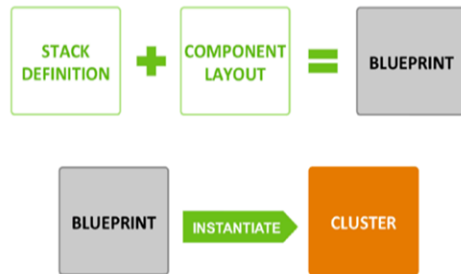 STACK
DEFINITION
+
COMPONENT
LAYOUT
=
BLUEPRINT
BLUEPRINT
INSTANTIATE
CLUSTER